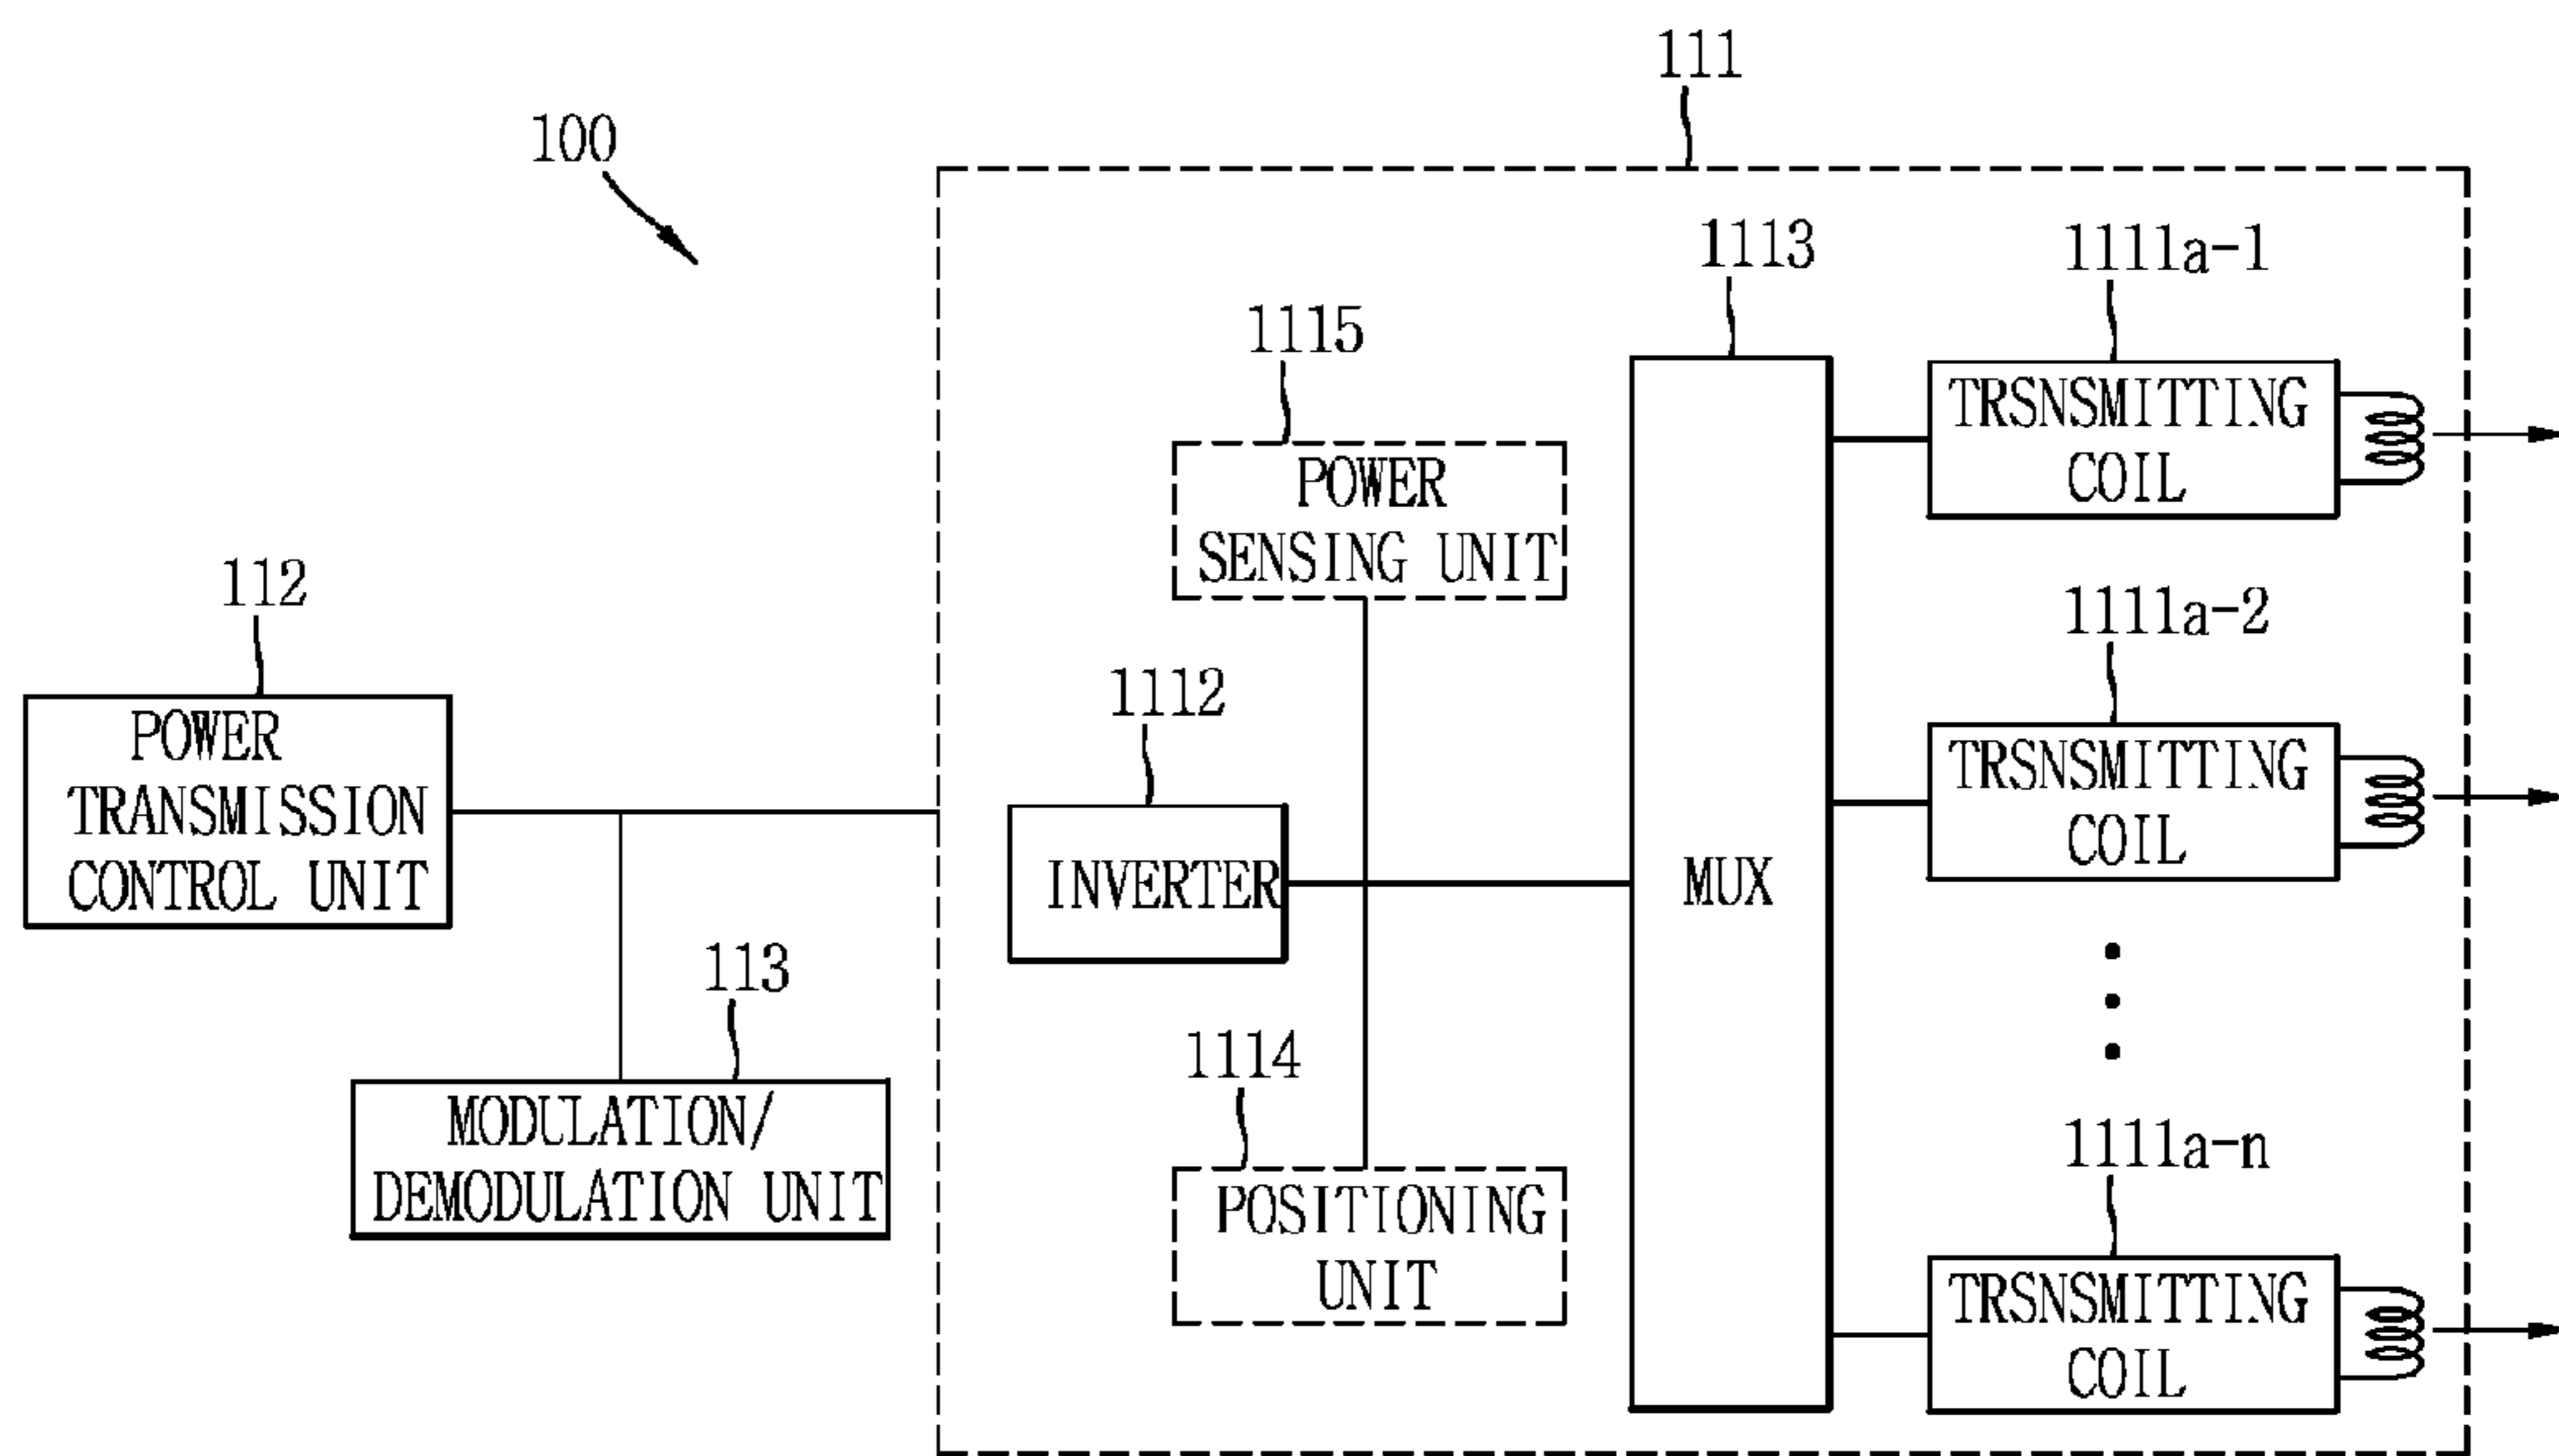 111
100
1113
1111a-1
1115
TRSNSMITTING
COIL
POWER
SENSING UNIT
112
1111a-2
1112
POWER
TRANSMISSION
CONTROL UNIT
TRSNSMITTING
COIL
INVERTER
MUX
113
1114
MODULATION/
DEMODULATION UNIT
1111a-n
POSITIONING
UNIT
TRSNSMITTING
COIL